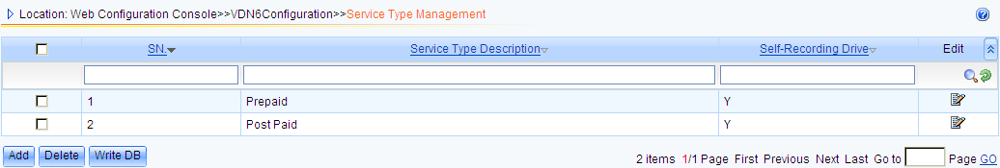 Location: Web Configuration Console>>VDN6Configuration>>Service Type Management
SN. Service Type Description Self-Recording Drive Edit
1 Prepaid Y
2 Post Paid Y
Add Delete Write DB 2 items 1/1 Page First Previous Next Last Go to Page GO